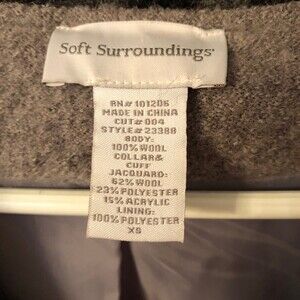 Soft Surroundings
RN# 101206
MADE IN CHINA
CUT# 004
STYLE# 23388
BODY:
100% WOOL
COLLAR&
CUFF
JACQUARD:
62% WOOL
23% POLYESTER
15% ACRYLIC
LINING:
100% POLYESTER
XS